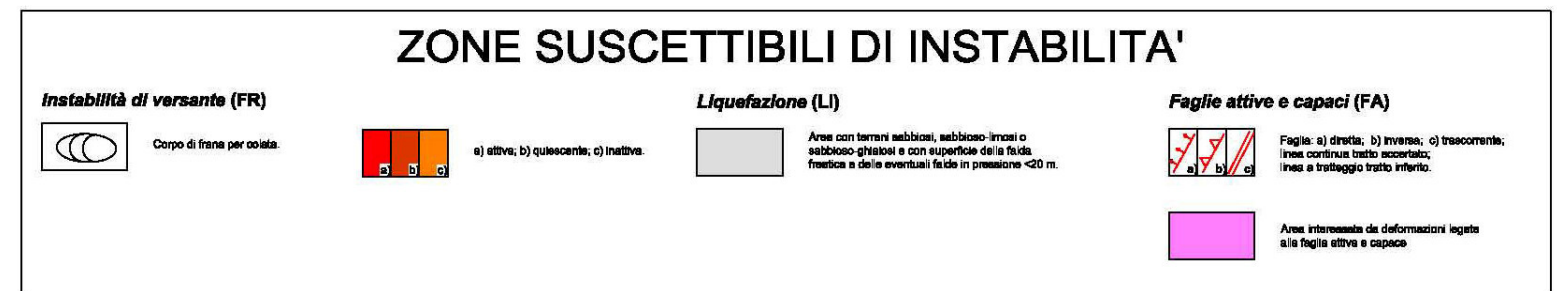 ZONE SUSCETTIBILI DI INSTABILITA'
Instabilità di versante (FR)
Corpo di frana per colata.
a) b) c)
a) attiva; b) quiescente; c) inattiva.
Liquefazione (LI)
Area con terreni sabbiosi, sabbioso-limosi o
sabbioso-ghiaiosi e con superficie della falda
freatica e delle eventuali falde in pressione <20 m.
Faglie attive e capaci (FA)
a) b) c)
Faglia: a) diretta; b) inversa; c) trascorrente;
linea continua tratto accertato;
linea a tratteggio tratto inferito.
Area interessata da deformazioni legate
alla faglia attiva e capace